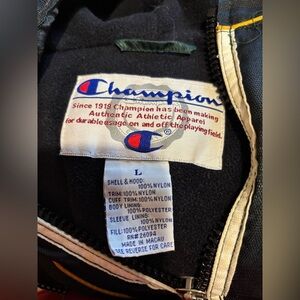 Champion
Since 1919 Champion has been making
Authentic Athletic Apparel
for durable usage on and off the playing field.
®
L
SHELL & HOOD:
100% NYLON
TRIM: 100% NYLON
CUFF TRIM: 100% NYLON
BODY LINING:
100% POLYESTER
SLEEVE LINING:
100% NYLON
FILL: 100% POLYESTER
RN# 26094
MADE IN MACAU
SEE REVERSE FOR CARE